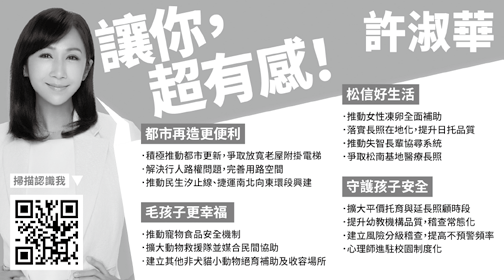 讓你，
超有感！
許淑華
掃描認識我
都市再造更便利
・積極推動都市更新，爭取放寬老屋附掛電梯
・解決行人路權問題，完善用路空間
・推動民生汐止線、捷運南北向東環段興建
毛孩子更幸福
・推動寵物食品安全機制
・擴大動物救援隊並媒合民間協助
・建立其他非犬貓小動物絕育補助及收容場所
松信好生活
・推動女性凍卵全面補助
・落實長照在地化，提升日托品質
・推動失智長輩協尋系統
・爭取松南基地醫療長照
守護孩子安全
・擴大平價托育與延長照顧時段
・提升幼教機構品質，稽查常態化
・建立風險分級稽查，提高不預警頻率
・心理師進駐校園制度化